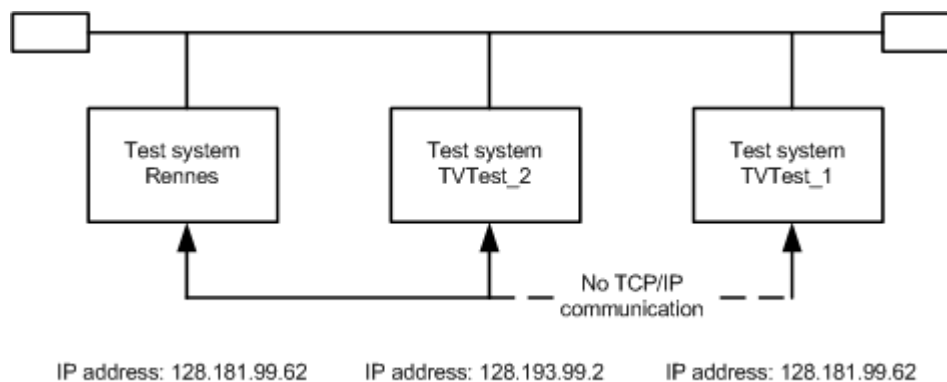 Test system
Rennes
Test system
TVTest_2
Test system
TVTest_1
No TCP/IP
communication
IP address: 128.181.99.62
IP address: 128.193.99.2
IP address: 128.181.99.62